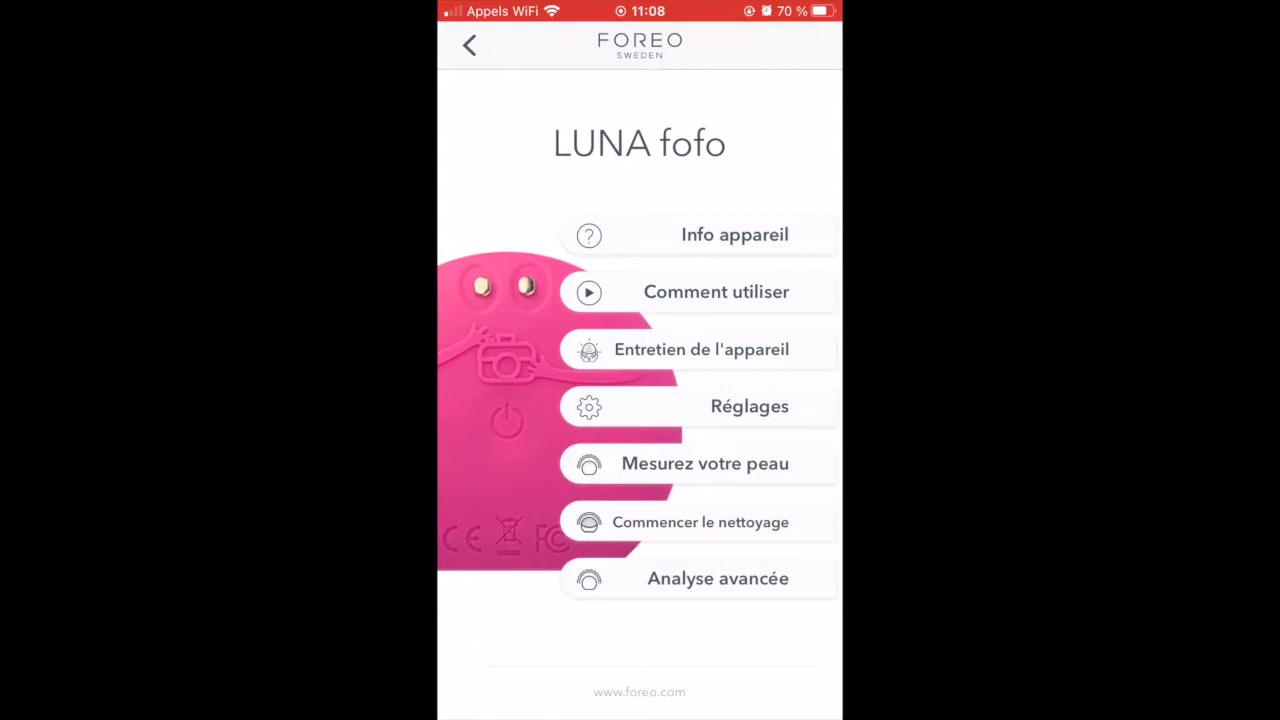 Appels WiFi 11:08 70 %
FOREO
SWEDEN
LUNA fofo
Info appareil
Comment utiliser
Entretien de l'appareil
Réglages
Mesurez votre peau
Commencer le nettoyage
Analyse avancée
CE FC
www.foreo.com